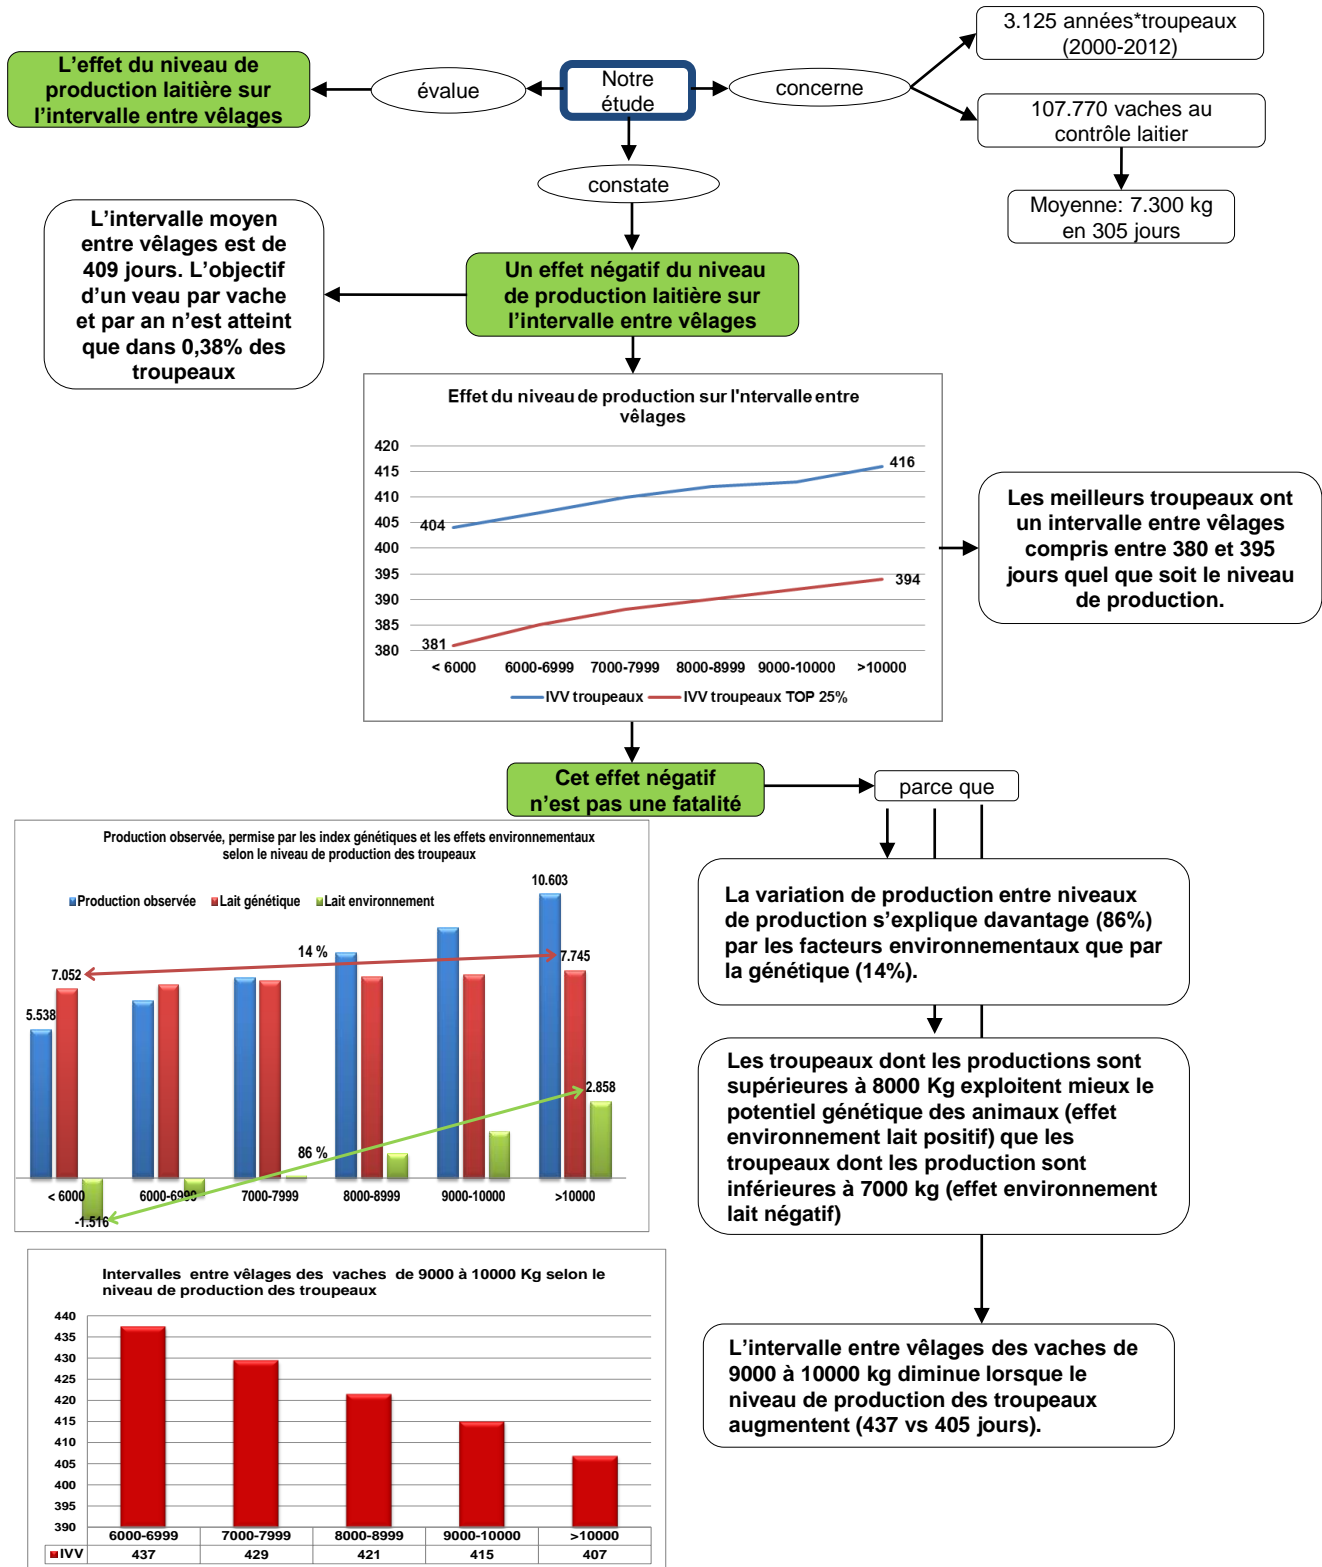 3.125 années*troupeaux
(2000-2012)
L'effet du niveau de
production laitière sur
l'intervalle entre vêlages
évalue
Notre
étude
concerne
107.770 vaches au
contrôle laitier
constate
Moyenne: 7.300 kg
en 305 jours
L'intervalle moyen
entre vêlages est de
409 jours. L'objectif
d'un veau par vache
et par an n'est atteint
que dans 0,38% des
troupeaux
Un effet négatif du niveau
de production laitière sur
l'intervalle entre vêlages
Effet du niveau de production sur l'ntervalle entre
vêlages
420
415
410
405
400
395
390
385
380
404
416
381
394
< 6000 6000-6999 7000-7999 8000-8999 9000-10000 >10000
IVV troupeaux IVV troupeaux TOP 25%
Les meilleurs troupeaux ont
un intervalle entre vêlages
compris entre 380 et 395
jours quel que soit le niveau
de production.
Cet effet négatif
n'est pas une fatalité
parce que
Production observée, permise par les index génétiques et les effets environnementaux
selon le niveau de production des troupeaux
Production observée Lait génétique Lait environnement
10.603
14 %
7.745
7.052
5.538
2.858
86 %
< 6000 6000-6999 7000-7999 8000-8999 9000-10000 >10000
-1.516
La variation de production entre niveaux
de production s'explique davantage (86%)
par les facteurs environnementaux que par
la génétique (14%).
Les troupeaux dont les productions sont
supérieures à 8000 Kg exploitent mieux le
potentiel génétique des animaux (effet
environnement lait positif) que les
troupeaux dont les production sont
inférieures à 7000 kg (effet environnement
lait négatif)
Intervalles entre vêlages des vaches de 9000 à 10000 Kg selon le
niveau de production des troupeaux
440
435
430
425
420
415
410
405
400
395
390
6000-6999 7000-7999 8000-8999 9000-10000 >10000
IVV 437 429 421 415 407
L'intervalle entre vêlages des vaches de
9000 à 10000 kg diminue lorsque le
niveau de production des troupeaux
augmentent (437 vs 405 jours).